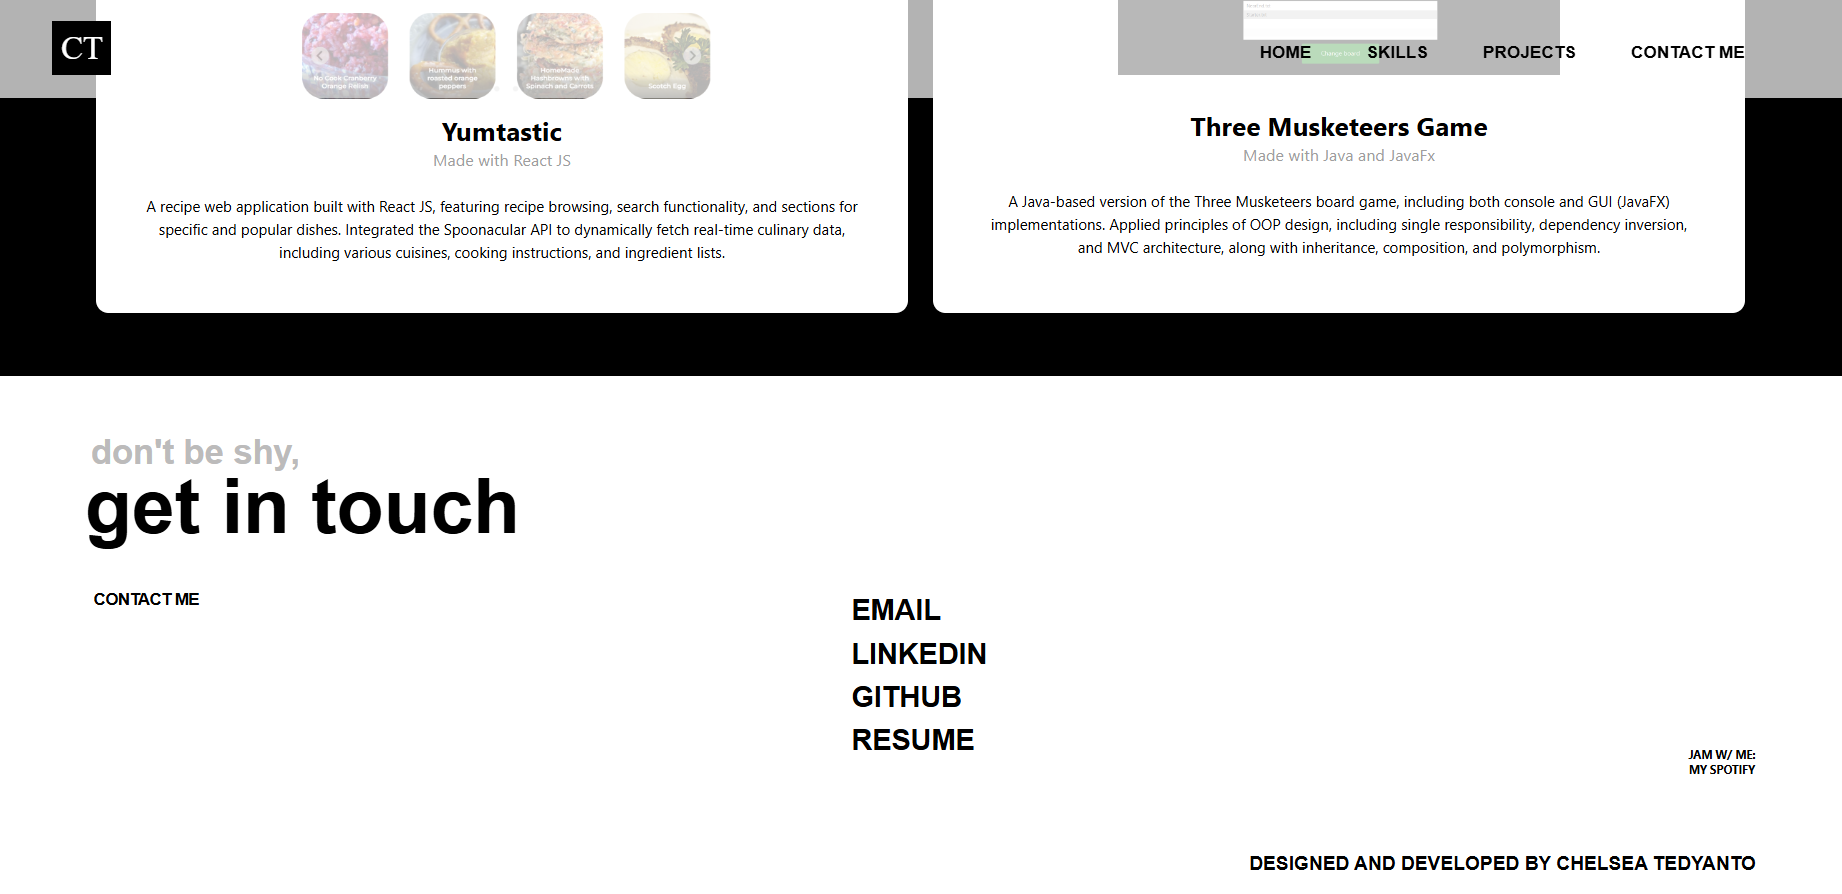 CT
HOME
SKILLS
PROJECTS
CONTACT ME
No Cook Cranberry
Orange Relish
Hummus with
roasted orange
peppers
HomeMade
Hashbrowns with
Spinach and Carrots
Scotch Egg
Change Board
Yumtastic
Made with React JS
A recipe web application built with React JS, featuring recipe browsing, search functionality, and sections for
specific and popular dishes. Integrated the Spoonacular API to dynamically fetch real-time culinary data,
including various cuisines, cooking instructions, and ingredient lists.
Three Musketeers Game
Made with Java and JavaFx
A Java-based version of the Three Musketeers board game, including both console and GUI (JavaFX)
implementations. Applied principles of OOP design, including single responsibility, dependency inversion,
and MVC architecture, along with inheritance, composition, and polymorphism.
don't be shy,
get in touch
CONTACT ME
EMAIL
LINKEDIN
GITHUB
RESUME
JAM W/ ME:
MY SPOTIFY
DESIGNED AND DEVELOPED BY CHELSEA TEDYANTO